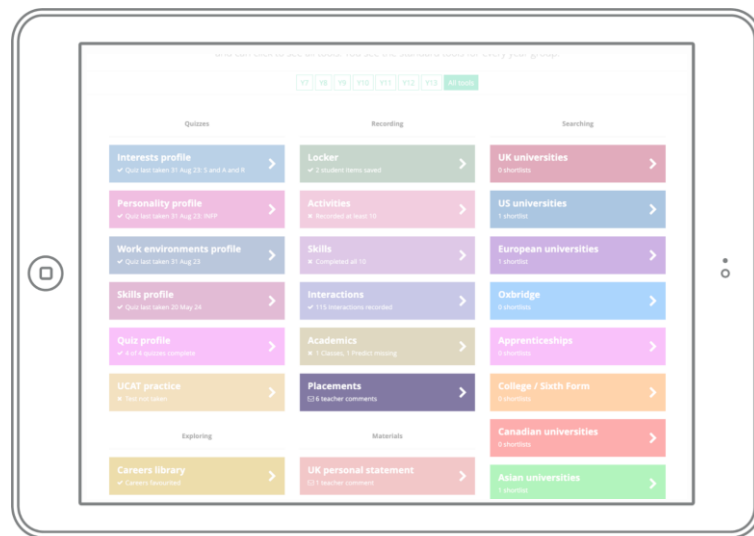 Y7 Y8 Y9 Y10 Y11 Y12 Y13 All tools
Quizzes
Interests profile
✔ Quiz last taken 31 Aug 23: S and A and R
Personality profile
✔ Quiz last taken 31 Aug 23: INFP
Work environments profile
✔ Quiz last taken 31 Aug 23
Skills profile
✔ Quiz last taken 20 May 24
Quiz profile
✔ 4 of 4 quizzes complete
UCAT practice
✖ Test not taken
Exploring
Careers library
✔ Careers favourited
Recording
Locker
✔ 2 student items saved
Activities
✖ Recorded at least 10
Skills
✖ Completed all 10
Interactions
✔ 115 interactions recorded
Academics
✖ 1 Classes, 1 Predict missing
Placements
6 teacher comments
Materials
UK personal statement
1 teacher comment
Searching
UK universities
0 shortlists
US universities
1 shortlist
European universities
1 shortlist
Oxbridge
0 shortlists
Apprenticeships
0 shortlists
College / Sixth Form
0 shortlists
Canadian universities
0 shortlists
Asian universities
1 shortlist